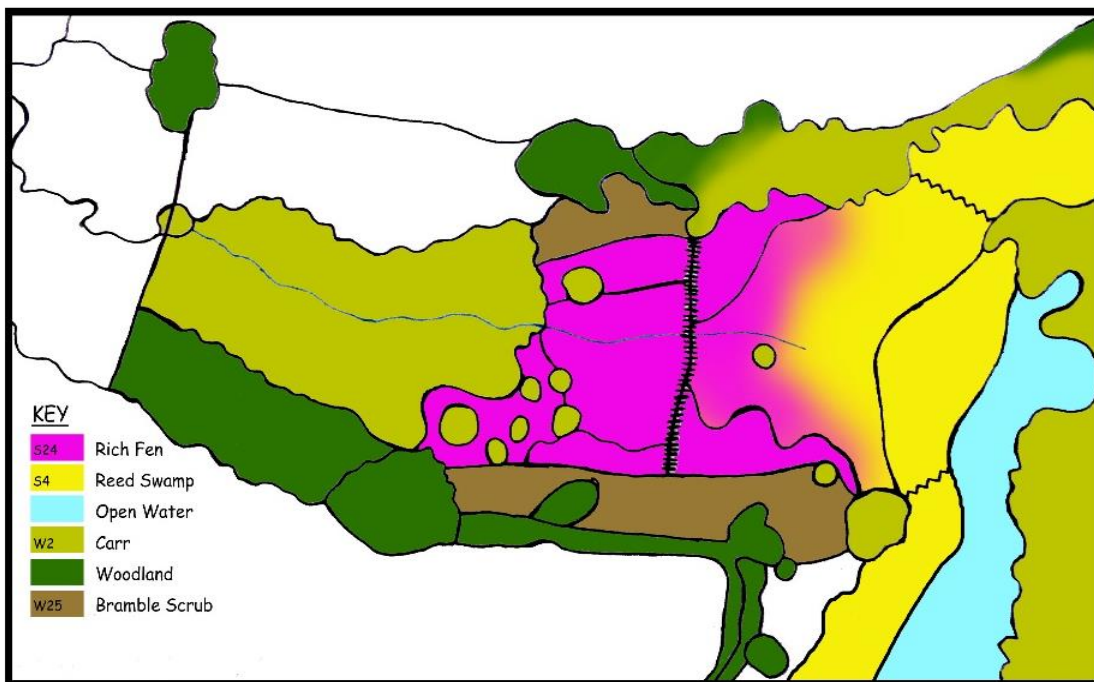 KEY
S24 Rich Fen
S4 Reed Swamp
Open Water
W2 Carr
Woodland
W25 Bramble Scrub